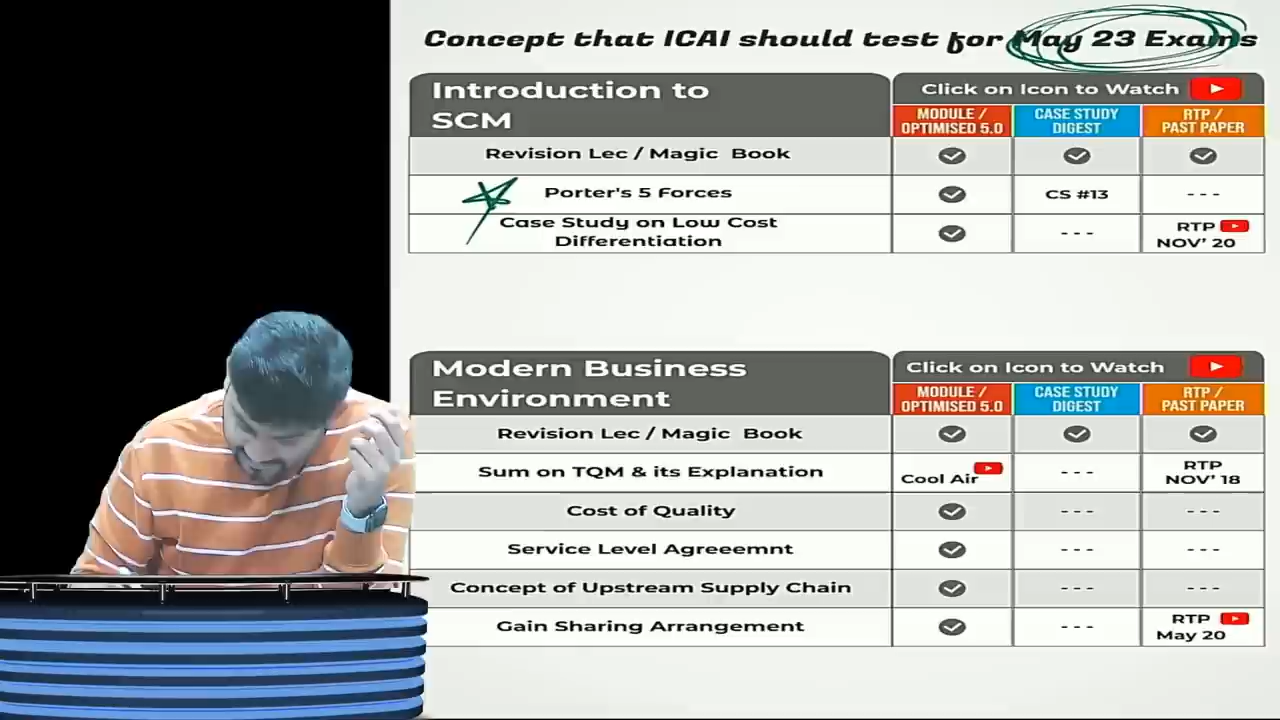 Concept that ICAI should test for May 23 Exams
Introduction to
SCM
Click on Icon to Watch
MODULE /
OPTIMISED 5.0
CASE STUDY
DIGEST
RTP /
PAST PAPER
Revision Lec / Magic Book
Porter's 5 Forces
CS #13
- - -
Case Study on Low Cost
Differentiation
- - -
RTP
NOV' 20
Modern Business
Environment
Click on Icon to Watch
MODULE /
OPTIMISED 5.0
CASE STUDY
DIGEST
RTP /
PAST PAPER
Revision Lec / Magic Book
Sum on TQM & its Explanation
Cool Air
- - -
RTP
NOV' 18
Cost of Quality
- - -
- - -
Service Level Agreeemnt
- - -
- - -
Concept of Upstream Supply Chain
- - -
- - -
Gain Sharing Arrangement
- - -
RTP
May 20